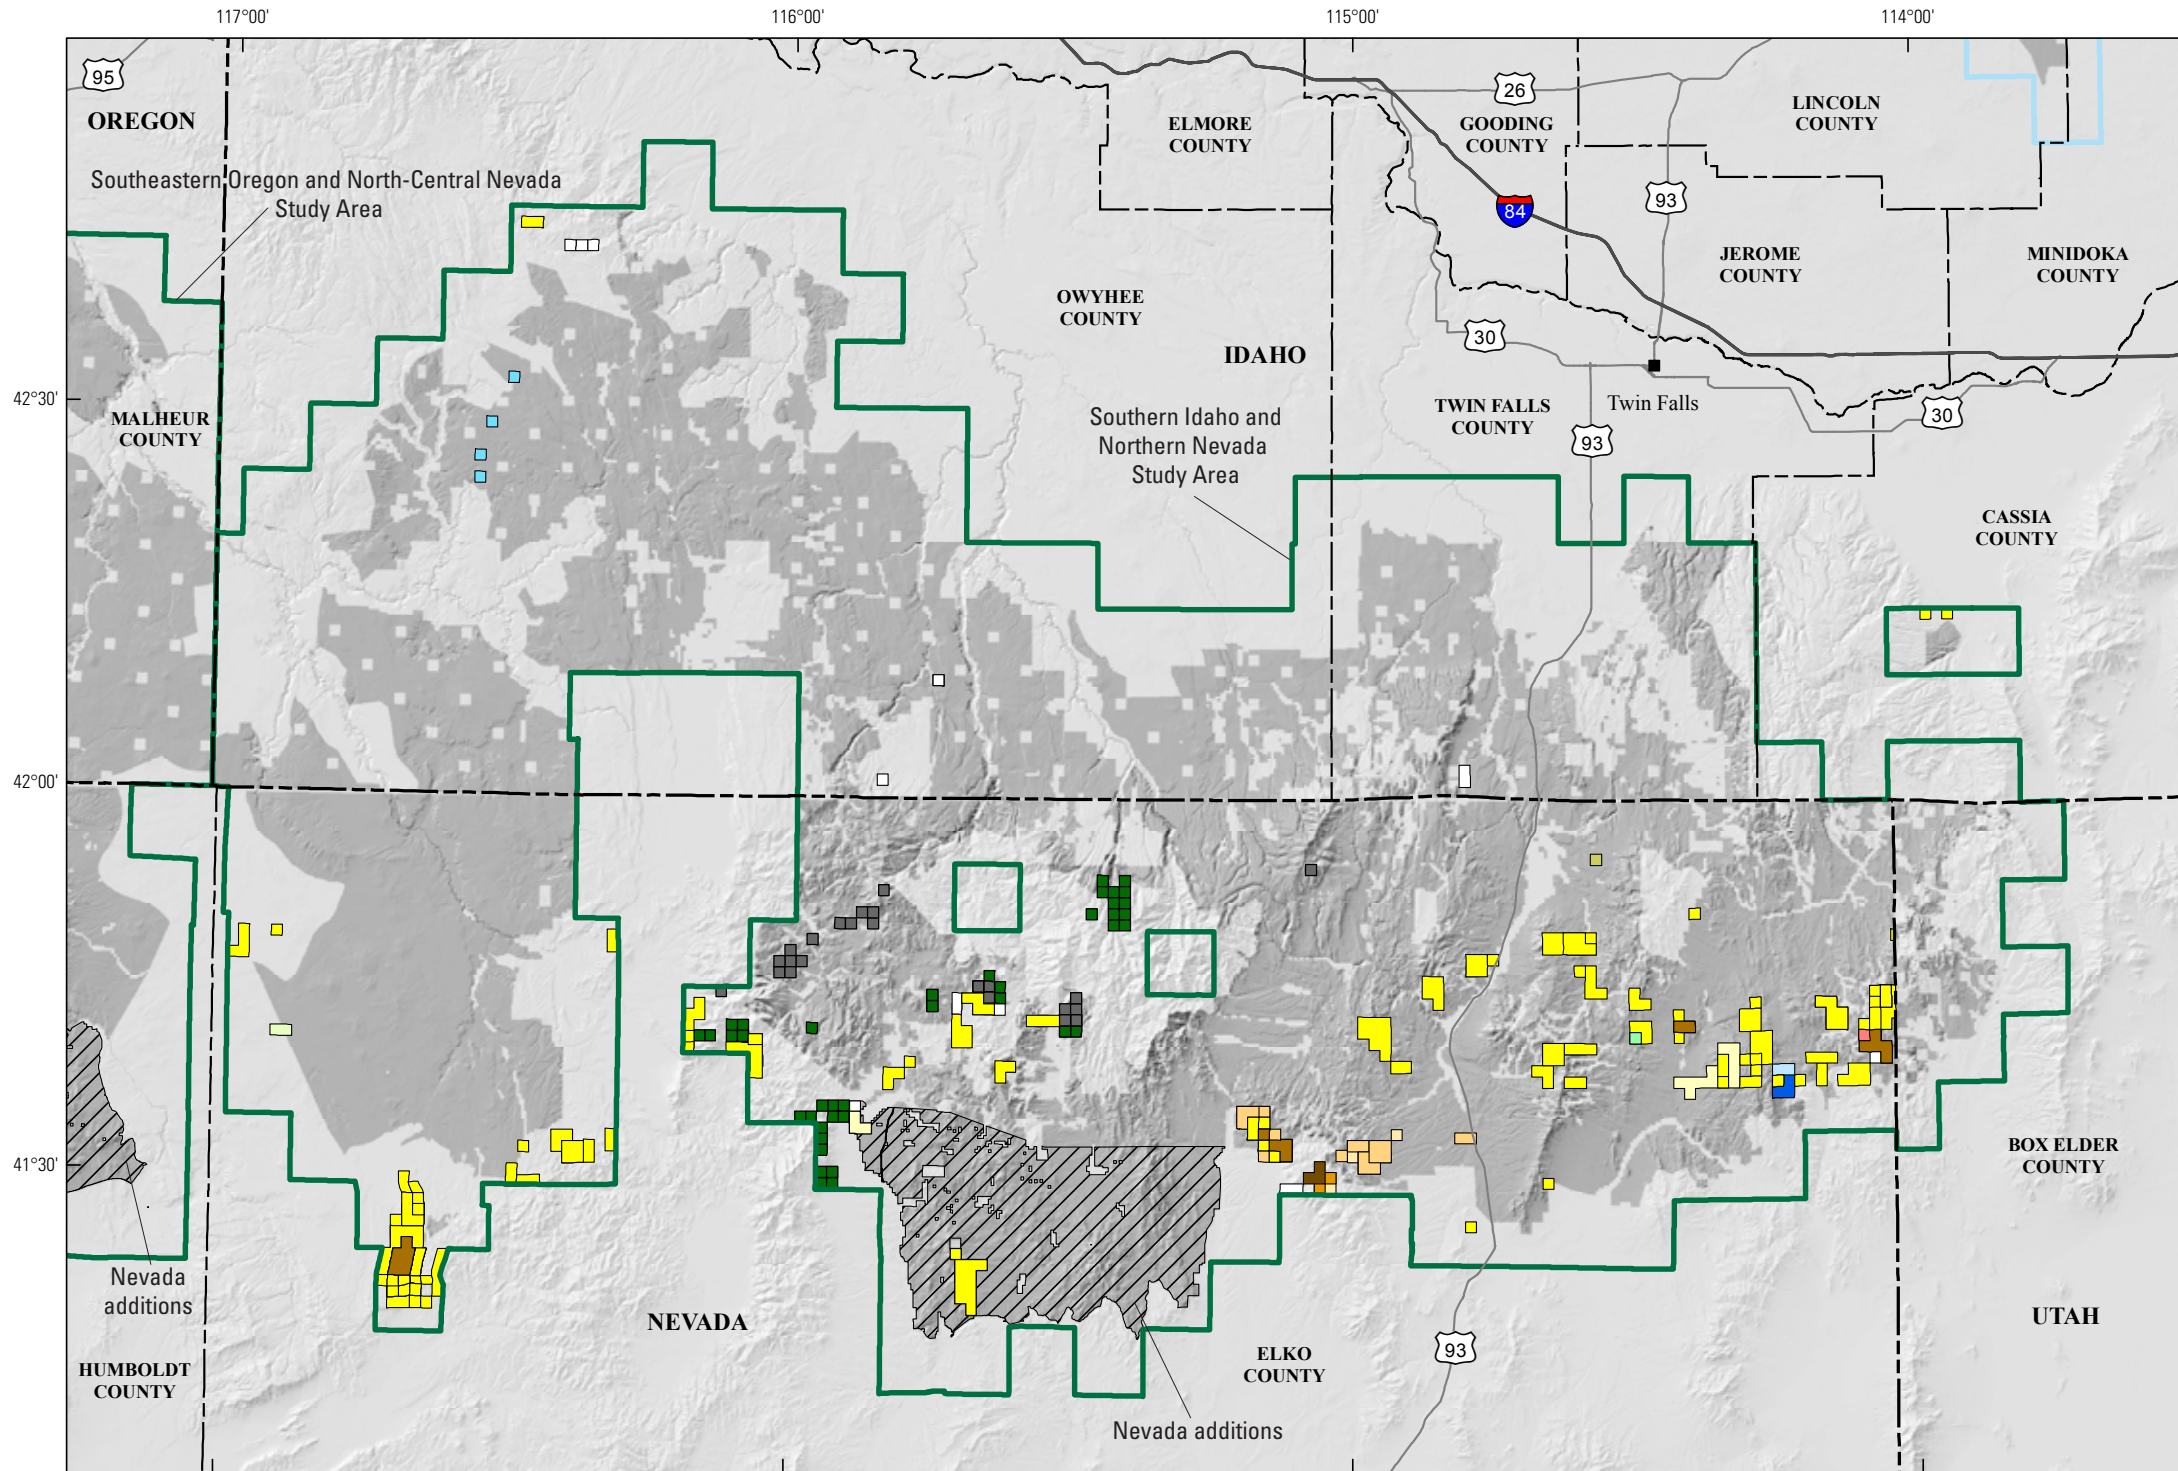 117°00'
116°00'
115°00'
114°00'
95
OREGON
26
ELMORE
COUNTY
GOODING
COUNTY
LINCOLN
COUNTY
Southeastern Oregon and North-Central Nevada
Study Area
93
84
OWYHEE
COUNTY
JEROME
COUNTY
MINIDOKA
COUNTY
30
IDAHO
42°30'
MALHEUR
COUNTY
Southern Idaho and
Northern Nevada
Study Area
TWIN FALLS
COUNTY
Twin Falls
30
93
CASSIA
COUNTY
42°00'
41°30'
BOX ELDER
COUNTY
Nevada
additions
NEVADA
UTAH
HUMBOLDT
COUNTY
ELKO
COUNTY
93
Nevada additions